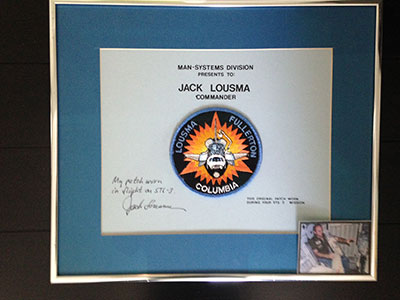 MAN-SYSTEMS DIVISION
PRESENTS TO:
JACK LOUSMA
COMMANDER
LOUSMA FULLERTON
COLUMBIA
My patch worn
in flight on STS-3
Jack Lousma
THIS ORIGINAL PATCH WORN
DURING YOUR STS 3 MISSION